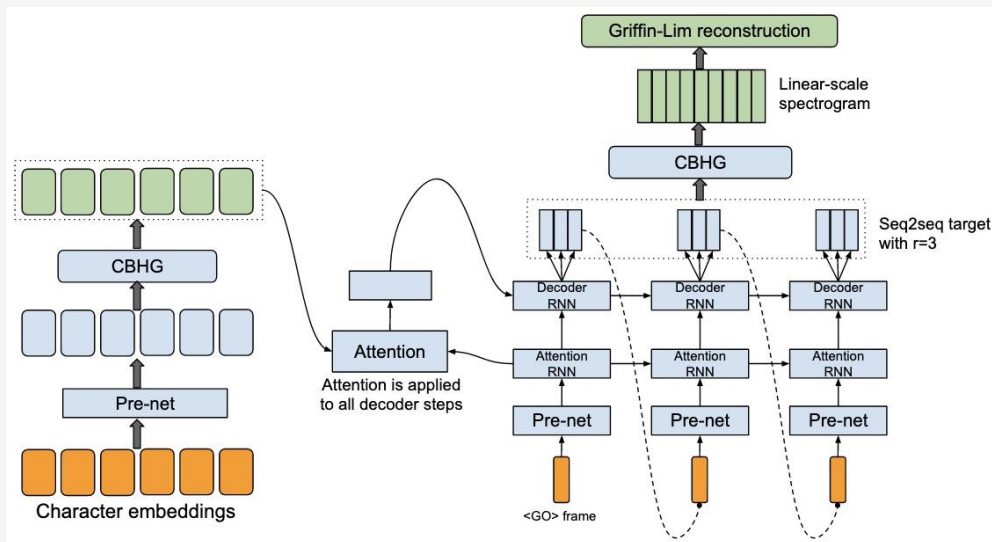 Griffin-Lim reconstruction
Linear-scale
spectrogram
CBHG
Seq2seq target
with r=3
CBHG
Decoder
RNN
Decoder
RNN
Decoder
RNN
Attention
Attention
RNN
Attention
RNN
Attention
RNN
Attention is applied
to all decoder steps
Pre-net
Pre-net
Pre-net
Pre-net
Character embeddings
<GO> frame